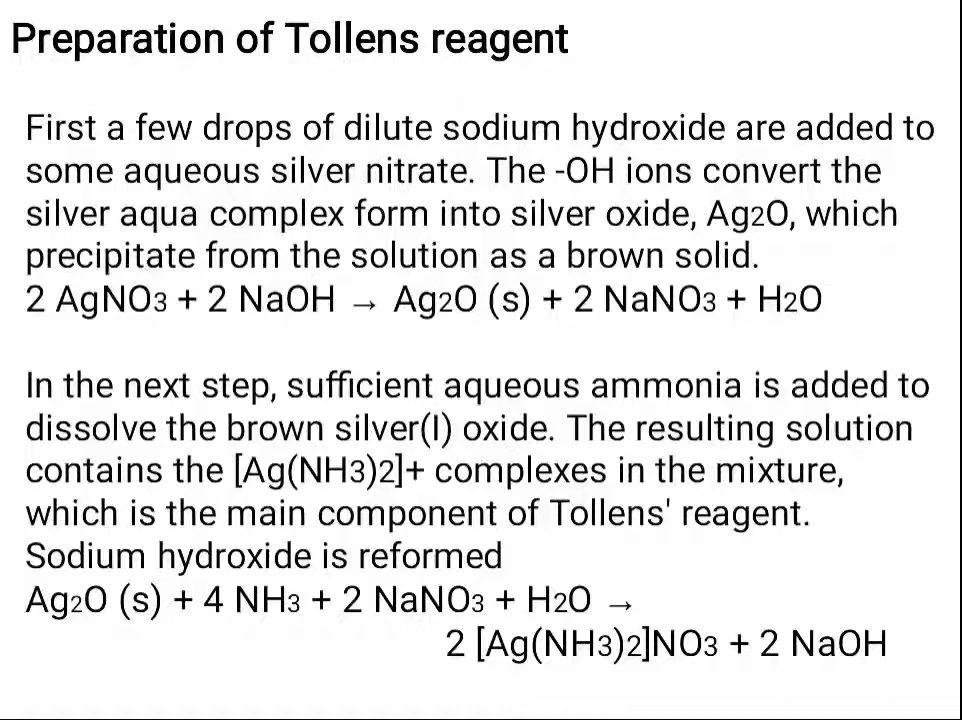 Preparation of Tollens reagent
First a few drops of dilute sodium hydroxide are added to
some aqueous silver nitrate. The -OH ions convert the
silver aqua complex form into silver oxide, Ag2O, which
precipitate from the solution as a brown solid.
2 AgNO3 + 2 NaOH → Ag2O (s) + 2 NaNO3 + H2O
In the next step, sufficient aqueous ammonia is added to
dissolve the brown silver(I) oxide. The resulting solution
contains the [Ag(NH3)2]+ complexes in the mixture,
which is the main component of Tollens' reagent.
Sodium hydroxide is reformed
Ag2O (s) + 4 NH3 + 2 NaNO3 + H2O →
2 [Ag(NH3)2]NO3 + 2 NaOH